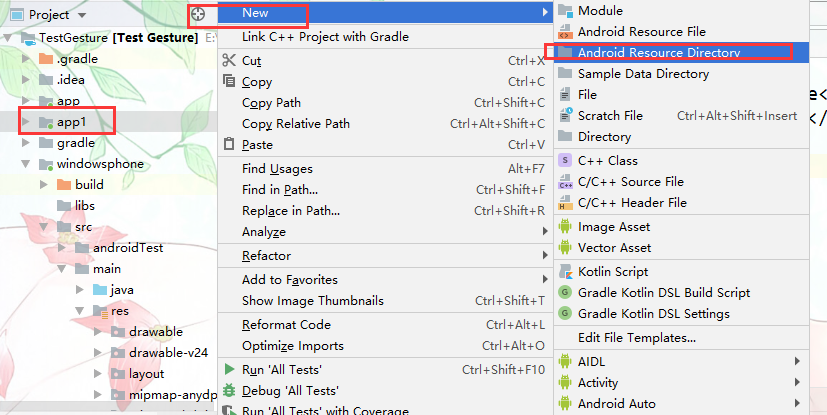 Project
TestGesture [Test Gesture] E:
.gradle
.idea
app
app1
gradle
windowsphone
build
libs
src
androidTest
main
java
res
drawable
drawable-v24
layout
mipmap-anydp
New
Link C++ Project with Gradle
Cut Ctrl+X
Copy Ctrl+C
Copy Path Ctrl+Shift+C
Copy Relative Path Ctrl+Alt+Shift+C
Paste Ctrl+V
Find Usages Alt+F7
Find in Path... Ctrl+Shift+F
Replace in Path... Ctrl+Shift+R
Analyze
Refactor
Add to Favorites
Show Image Thumbnails Ctrl+Shift+T
Reformat Code Ctrl+Alt+L
Optimize Imports Ctrl+Alt+O
Run 'All Tests' Ctrl+Shift+F10
Debug 'All Tests'
Run 'All Tests' with Coverage
Module
Android Resource File
Android Resource Directory
Sample Data Directory
File
Scratch File Ctrl+Alt+Shift+Insert
Directory
C++ Class
C/C++ Source File
C/C++ Header File
Image Asset
Vector Asset
Kotlin Script
Gradle Kotlin DSL Build Script
Gradle Kotlin DSL Settings
Edit File Templates...
AIDL
Activity
Android Auto
e<
</